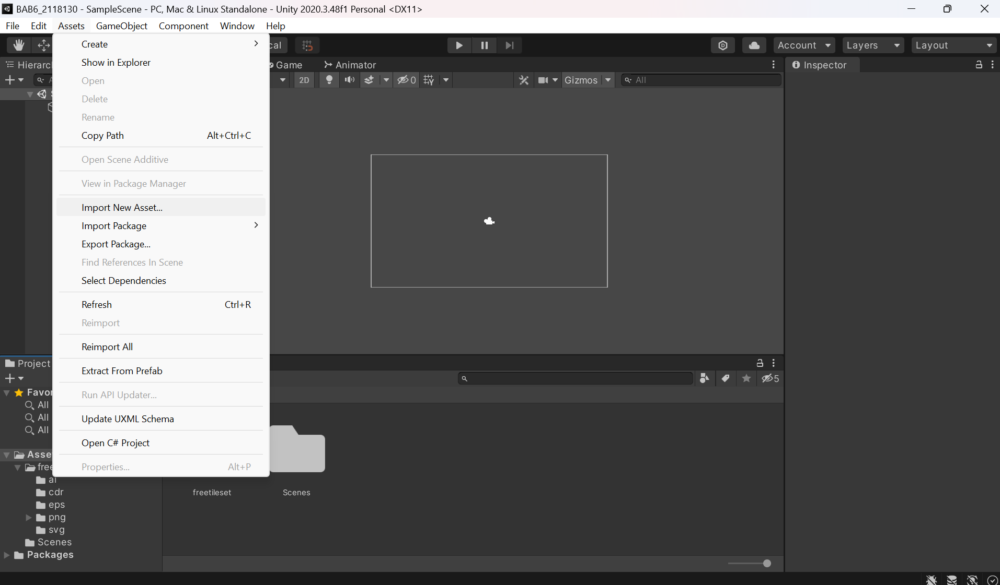 BAB6_2118130 - SampleScene - PC, Mac & Linux Standalone - Unity 2020.3.48f1 Personal <DX11>
File Edit Assets GameObject Component Window Help
Account Layers Layout
Create
Show in Explorer
Open
Delete
Rename
Copy Path Alt+Ctrl+C
Open Scene Additive
View in Package Manager
Import New Asset...
Import Package
Export Package...
Find References In Scene
Select Dependencies
Refresh Ctrl+R
Reimport
Reimport All
Extract From Prefab
Run API Updater...
Update UXML Schema
Open C# Project
Properties... Alt+P
cal
Hierarc
Game Animator
2D 0 Gizmos All
Inspector
Project
5
Favor
All
All
All
Asse
free
ai
cdr
eps
png
svg
Scenes
Packages
freetileset Scenes